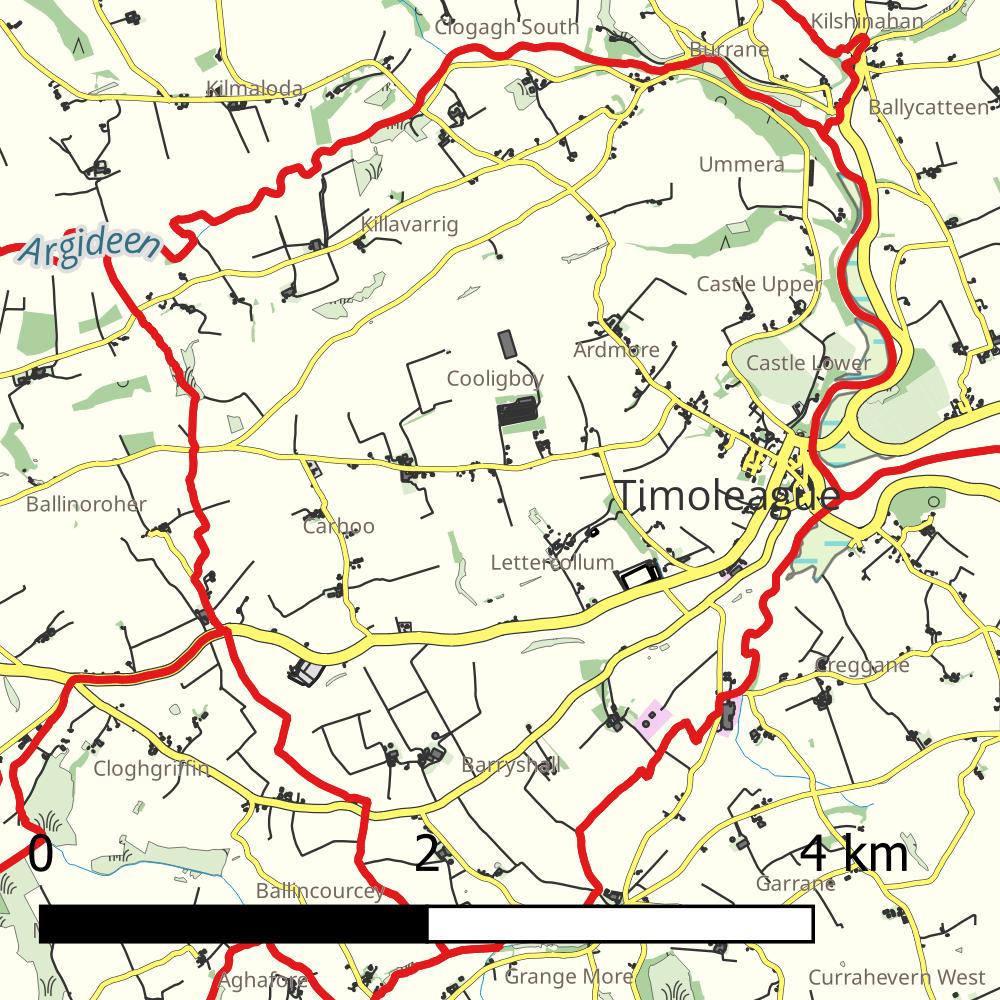 Clogagh South
Kilshinahan
Burrane
Kilmaloda
Ballycatteen
Ummera
Killavarrig
Argideen
Castle Upper
Ardmore
Castle Lower
Cooligboy
Timoleague
Ballinoroher
Carhoo
Lettercollum
Creggane
Cloghgriffin
Barryshall
0 2 4 km
Garrane
Ballincourcey
Aghafore
Grange More
Currahevern West